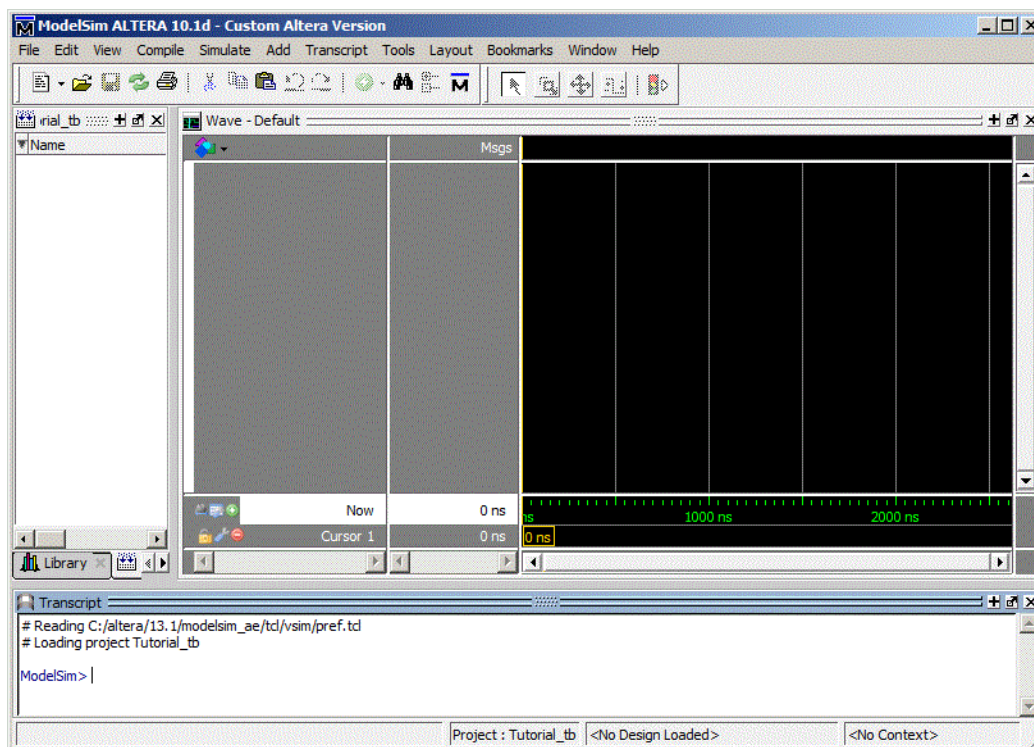 ModelSim ALTERA 10.1d - Custom Altera Version
File Edit View Compile Simulate Add Transcript Tools Layout Bookmarks Window Help
rial_tb
Wave - Default
Name
Msgs
Now
0 ns
ns
1000 ns
2000 ns
Cursor 1
0 ns
0 ns
Library
Transcript
# Reading C:/altera/13.1/modelsim_ae/tcl/vsim/pref.tcl
# Loading project Tutorial_tb
ModelSim>
Project : Tutorial_tb
<No Design Loaded>
<No Context>